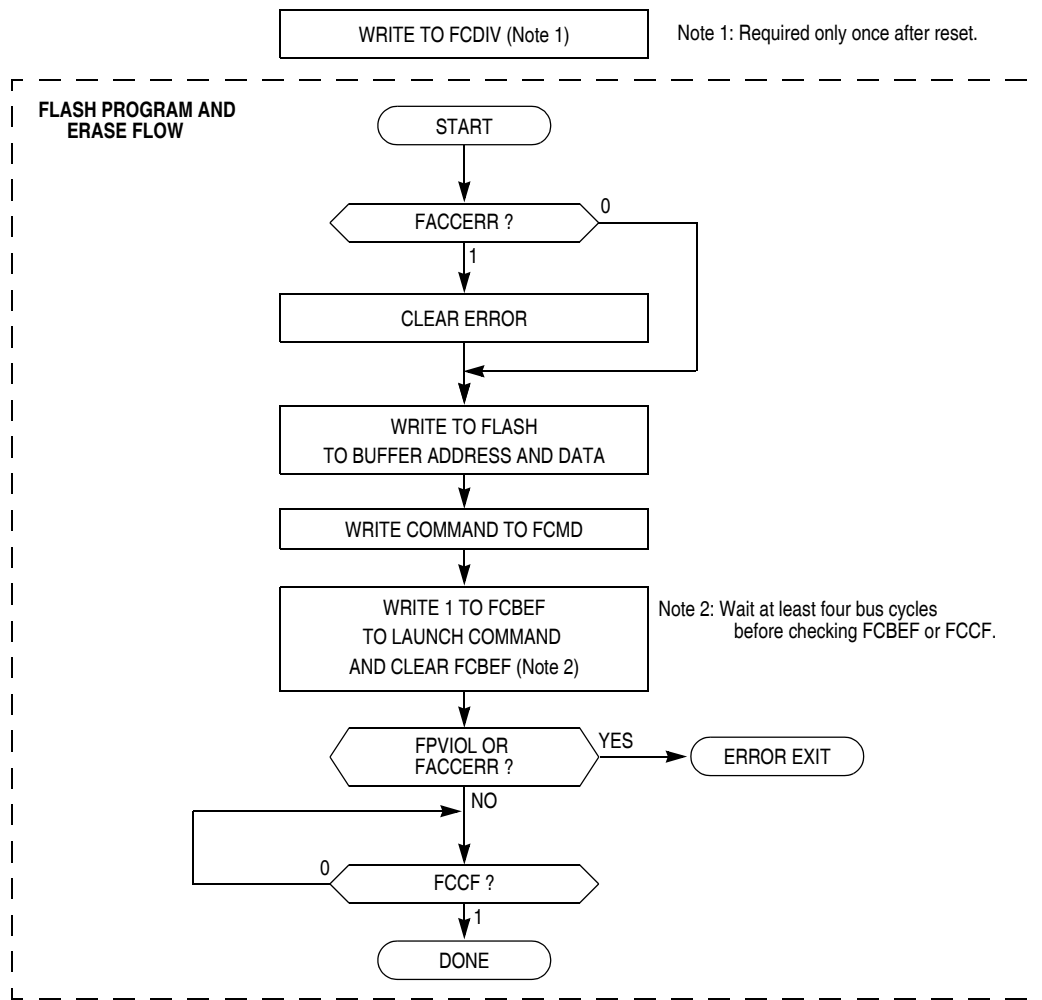 WRITE TO FCDIV (Note 1)
Note 1: Required only once after reset.
FLASH PROGRAM AND
ERASE FLOW
START
FACCERR ?
0
1
CLEAR ERROR
WRITE TO FLASH
TO BUFFER ADDRESS AND DATA
WRITE COMMAND TO FCMD
WRITE 1 TO FCBEF
TO LAUNCH COMMAND
AND CLEAR FCBEF (Note 2)
Note 2: Wait at least four bus cycles
before checking FCBEF or FCCF.
FPVIOL OR
FACCERR ?
YES
ERROR EXIT
NO
0
FCCF ?
1
DONE